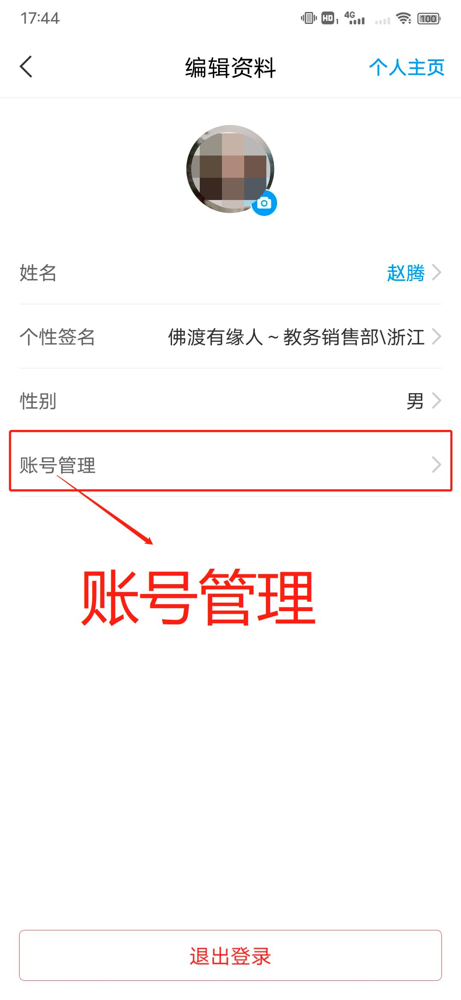 17:44
HD 1 4G 100
编辑资料 个人主页
姓名 赵腾
个性签名 佛渡有缘人 ~ 教务销售部\浙江
性别 男
账号管理
账号管理
退出登录